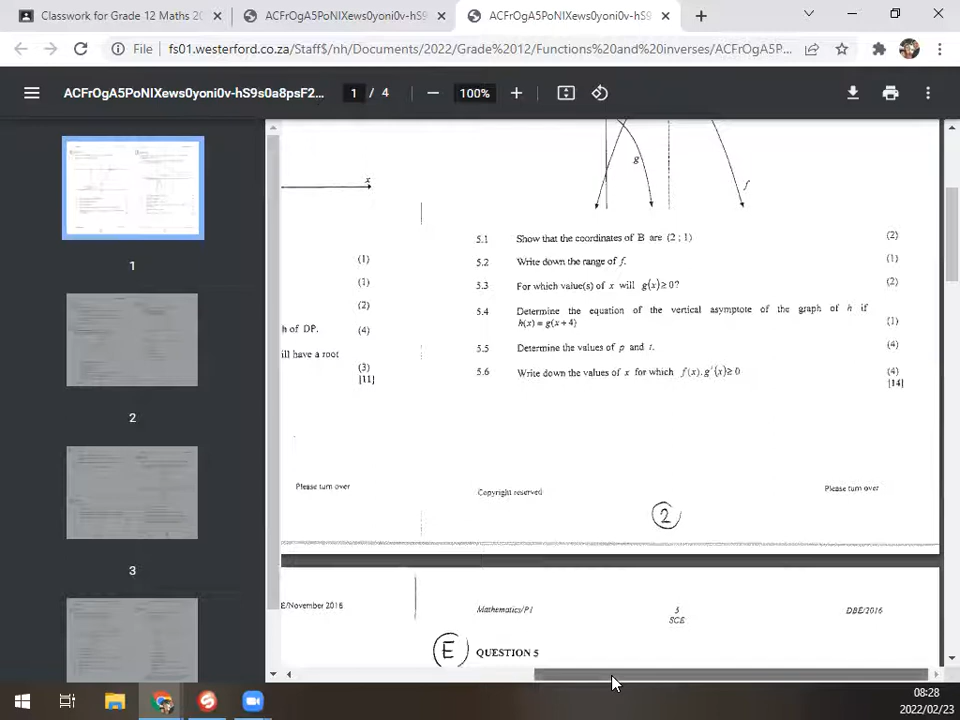 Classwork for Grade 12 Maths 20
ACFrOgA5PoNIXews0yoni0v-hS9
ACFrOgA5PoNIXews0yoni0v-hS9
File fs01.westerford.co.za/Staff$/nh/Documents/2022/Grade%2012/Functions%20and%20inverses/ACFrOgA5P...
ACFrOgA5PoNIXews0yoni0v-hS9s0a8psF2...
1 / 4
100%
1
2
3
x
g
f
(1)
(1)
(2)
h of DP. (4)
ill have a root
(3)
[11]
Please turn over
5.1 Show that the coordinates of B are (2 ; 1) (2)
5.2 Write down the range of f. (1)
5.3 For which value(s) of x will g(x) ≥ 0? (2)
5.4 Determine the equation of the vertical asymptote of the graph of h if
h(x) = g(x + 4) (1)
5.5 Determine the values of p and t. (4)
5.6 Write down the values of x for which f(x). g'(x) ≥ 0 (4)
[14]
Copyright reserved
Please turn over
2
E/November 2016
Mathematics/P1
5
SCE
DBE/2016
E QUESTION 5
08:28
2022/02/23